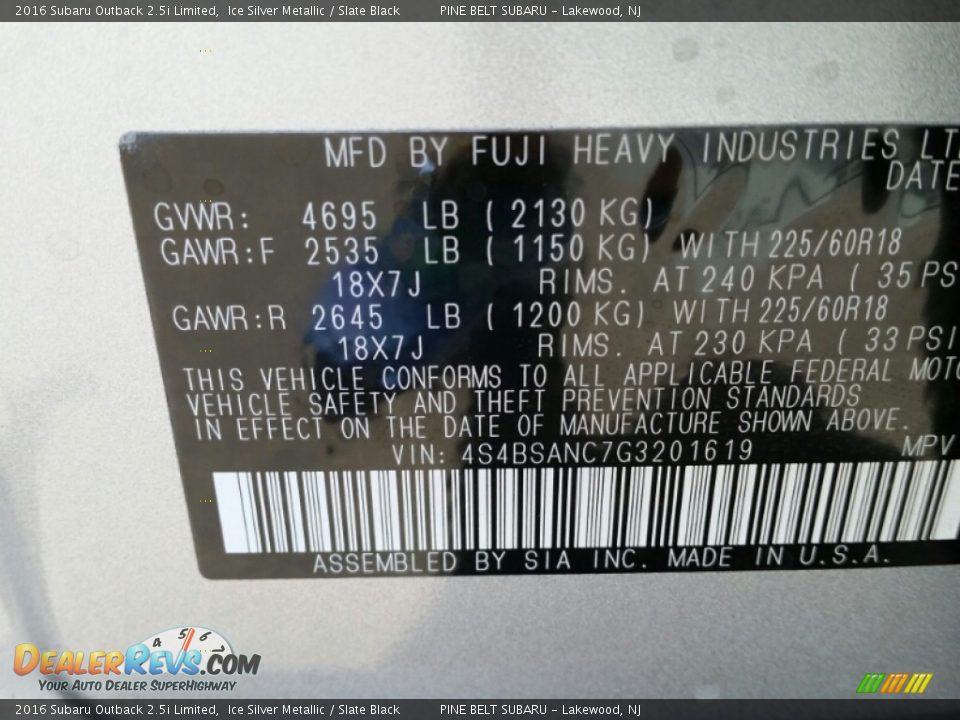 2016 Subaru Outback 2.5i Limited, Ice Silver Metallic / Slate Black PINE BELT SUBARU - Lakewood, NJ
MFD BY FUJI HEAVY INDUSTRIES LT
DATE
GVWR: 4695 LB ( 2130 KG)
GAWR:F 2535 LB ( 1150 KG) WITH 225/60R18
18X7J RIMS. AT 240 KPA ( 35 PS
GAWR:R 2645 LB ( 1200 KG) WITH 225/60R18
18X7J RIMS. AT 230 KPA ( 33 PSI
THIS VEHICLE CONFORMS TO ALL APPLICABLE FEDERAL MOTO
VEHICLE SAFETY AND THEFT PREVENTION STANDARDS
IN EFFECT ON THE DATE OF MANUFACTURE SHOWN ABOVE.
VIN: 4S4BSANC7G3201619 MPV
ASSEMBLED BY SIA INC. MADE IN U.S.A.
4 5 6
DEALERREVS.COM
YOUR AUTO DEALER SUPERHIGHWAY
2016 Subaru Outback 2.5i Limited, Ice Silver Metallic / Slate Black PINE BELT SUBARU - Lakewood, NJ